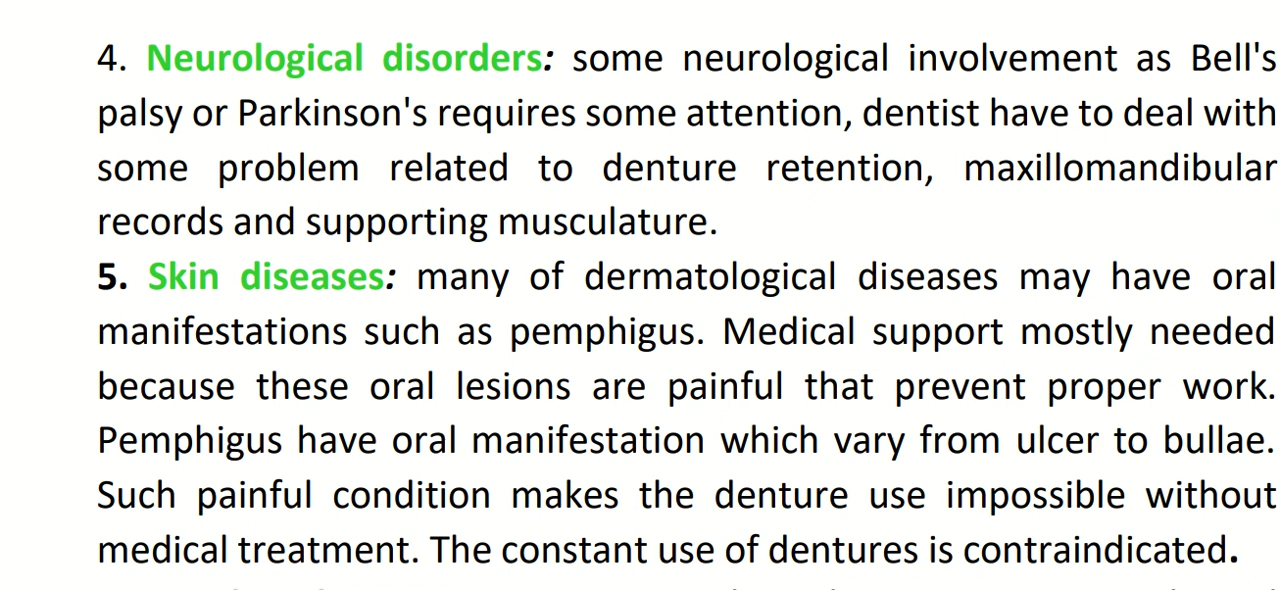 4. Neurological disorders: some neurological involvement as Bell's
palsy or Parkinson's requires some attention, dentist have to deal with
some problem related to denture retention, maxillomandibular
records and supporting musculature.
5. Skin diseases: many of dermatological diseases may have oral
manifestations such as pemphigus. Medical support mostly needed
because these oral lesions are painful that prevent proper work.
Pemphigus have oral manifestation which vary from ulcer to bullae.
Such painful condition makes the denture use impossible without
medical treatment. The constant use of dentures is contraindicated.